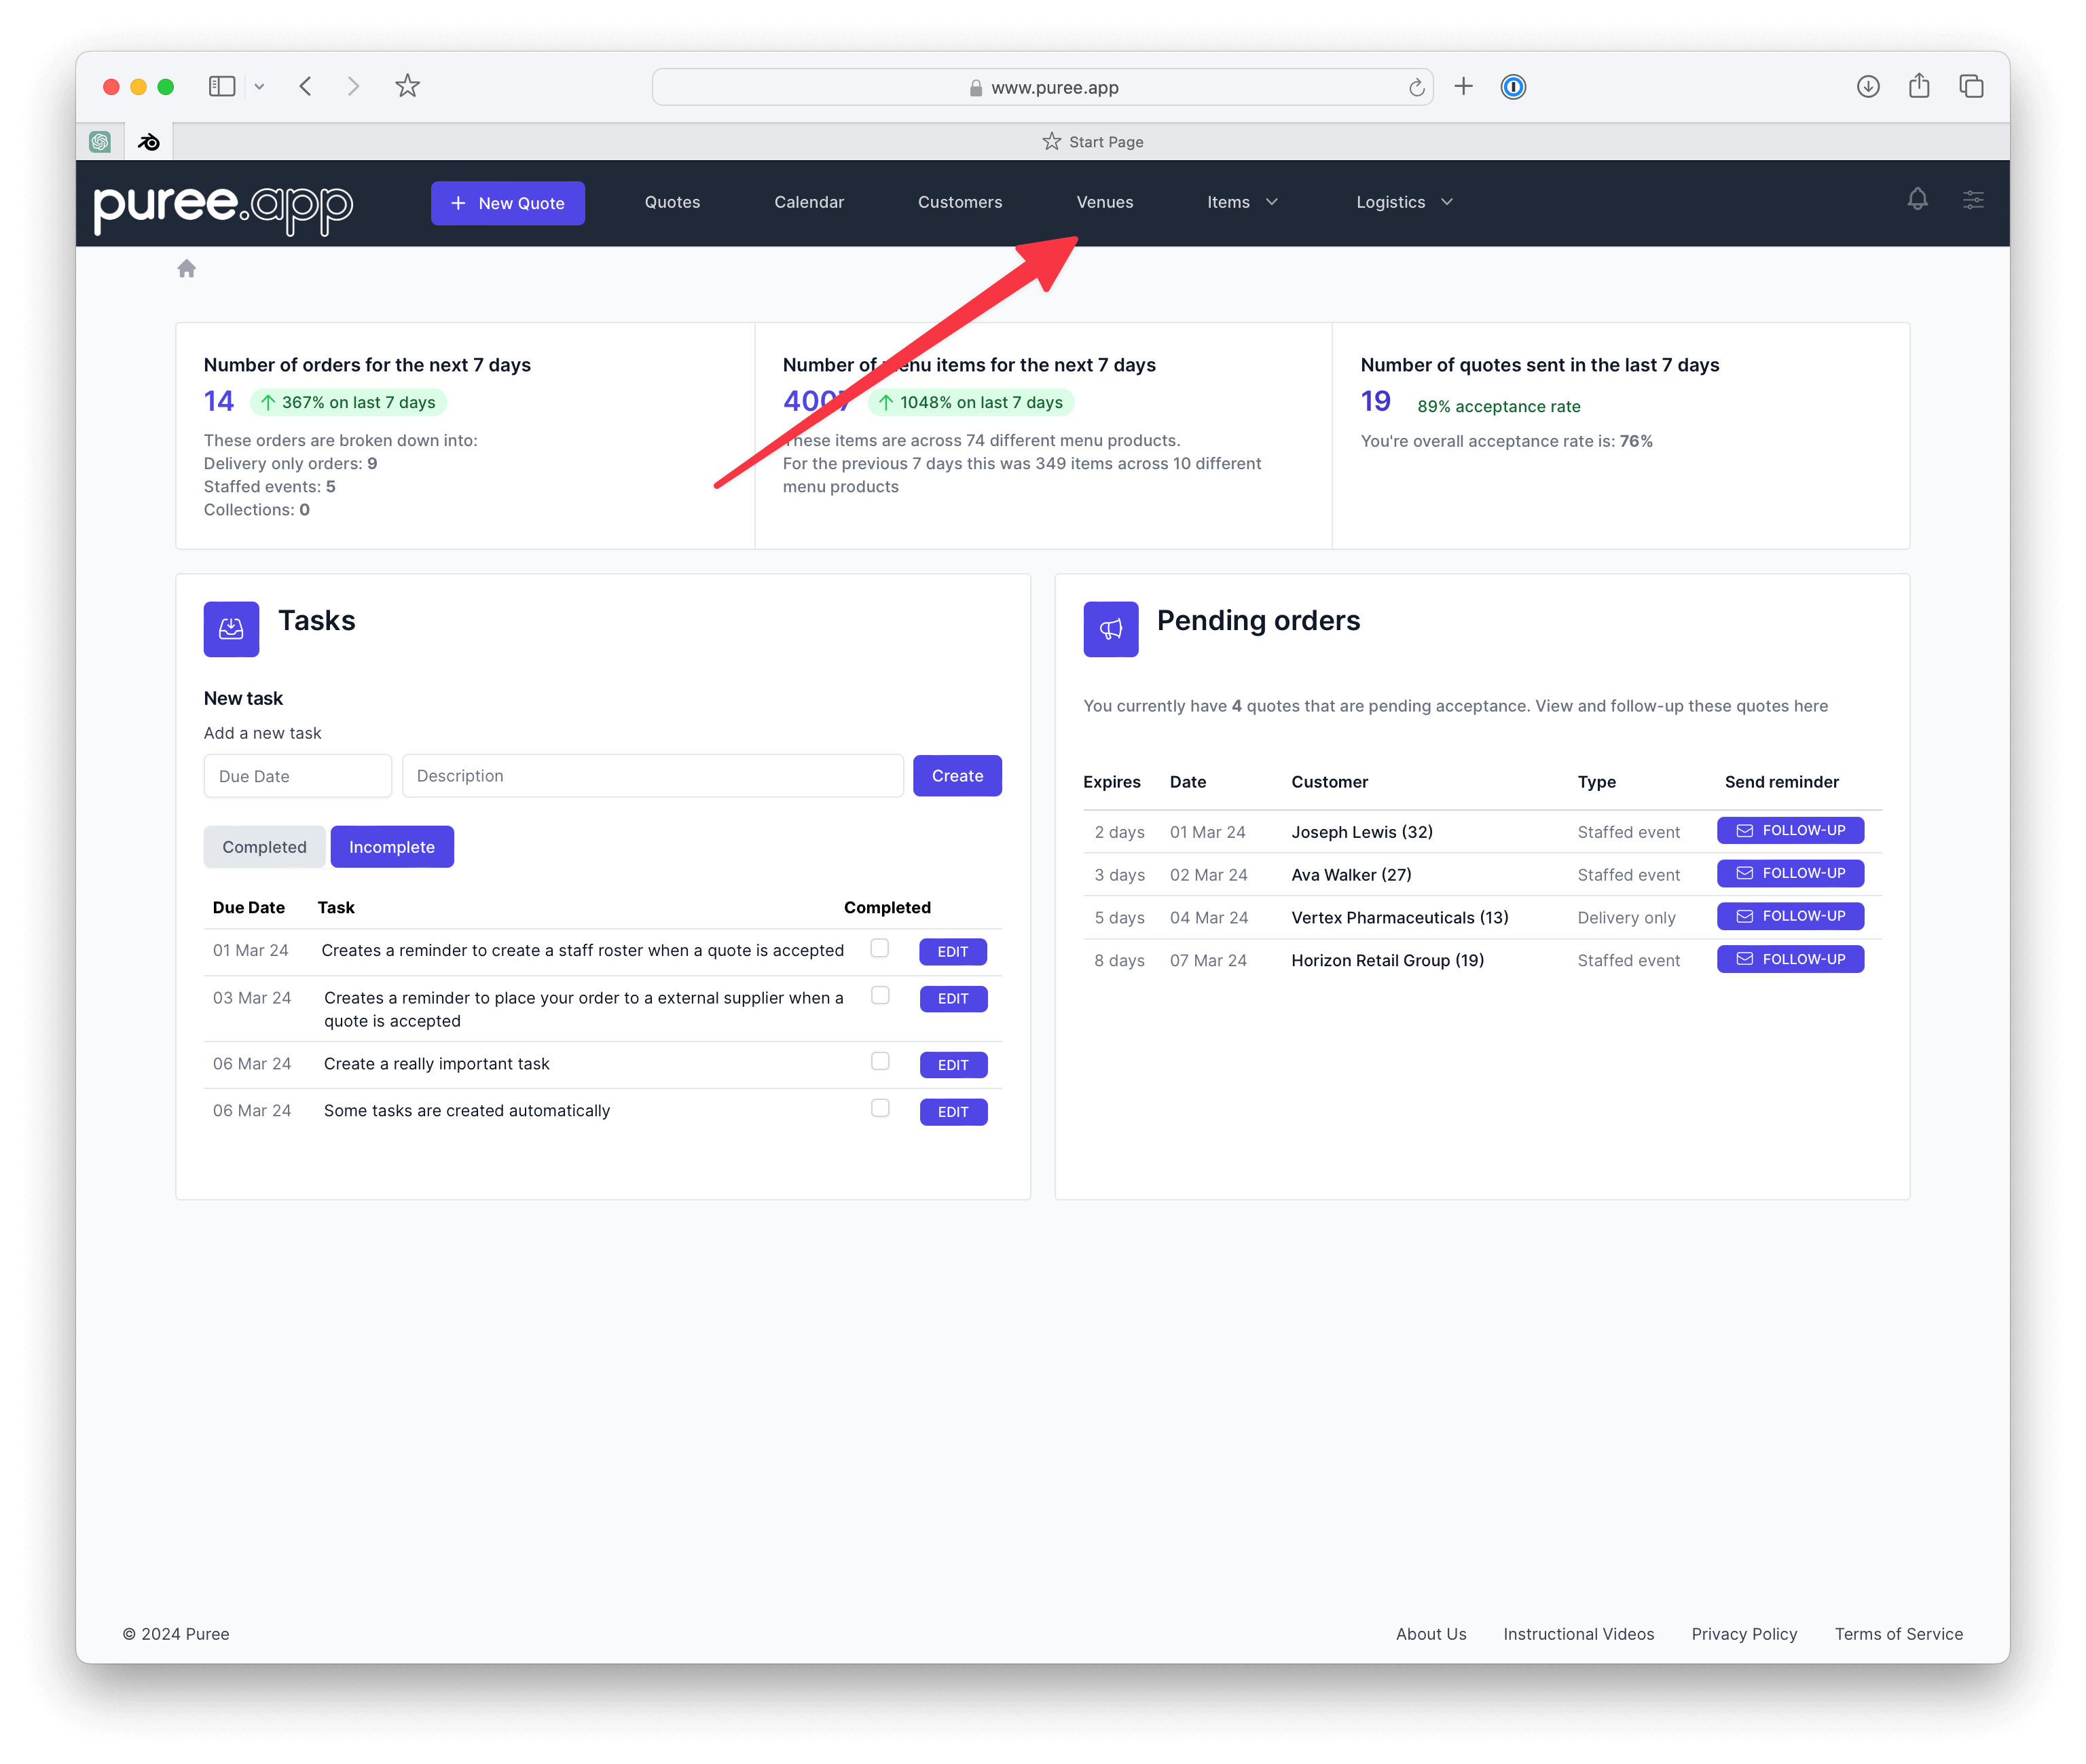 www.puree.app
Start Page
puree.app
New Quote
Quotes
Calendar
Customers
Venues
Items
Logistics
Number of orders for the next 7 days
14
367% on last 7 days
These orders are broken down into:
Delivery only orders: 9
Staffed events: 5
Collections: 0
Number of menu items for the next 7 days
4007
1048% on last 7 days
These items are across 74 different menu products.
For the previous 7 days this was 349 items across 10 different
menu products
Number of quotes sent in the last 7 days
19
89% acceptance rate
You're overall acceptance rate is: 76%
Tasks
New task
Add a new task
Due Date
Description
Create
Completed
Incomplete
Due Date Task Completed
01 Mar 24 Creates a reminder to create a staff roster when a quote is accepted EDIT
03 Mar 24 Creates a reminder to place your order to a external supplier when a EDIT
quote is accepted
06 Mar 24 Create a really important task EDIT
06 Mar 24 Some tasks are created automatically EDIT
Pending orders
You currently have 4 quotes that are pending acceptance. View and follow-up these quotes here
Expires Date Customer Type Send reminder
2 days 01 Mar 24 Joseph Lewis (32) Staffed event FOLLOW-UP
3 days 02 Mar 24 Ava Walker (27) Staffed event FOLLOW-UP
5 days 04 Mar 24 Vertex Pharmaceuticals (13) Delivery only FOLLOW-UP
8 days 07 Mar 24 Horizon Retail Group (19) Staffed event FOLLOW-UP
© 2024 Puree
About Us
Instructional Videos
Privacy Policy
Terms of Service